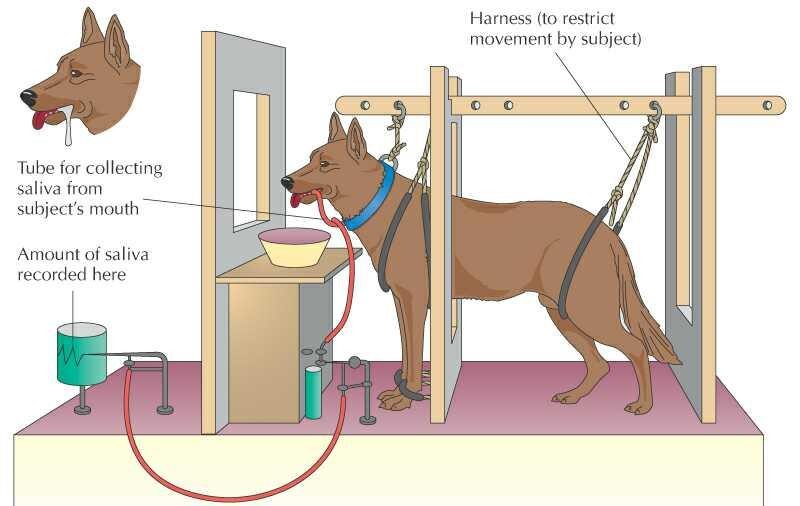 Harness (to restrict
movement by subject)
Tube for collecting
saliva from
subject's mouth
Amount of saliva
recorded here